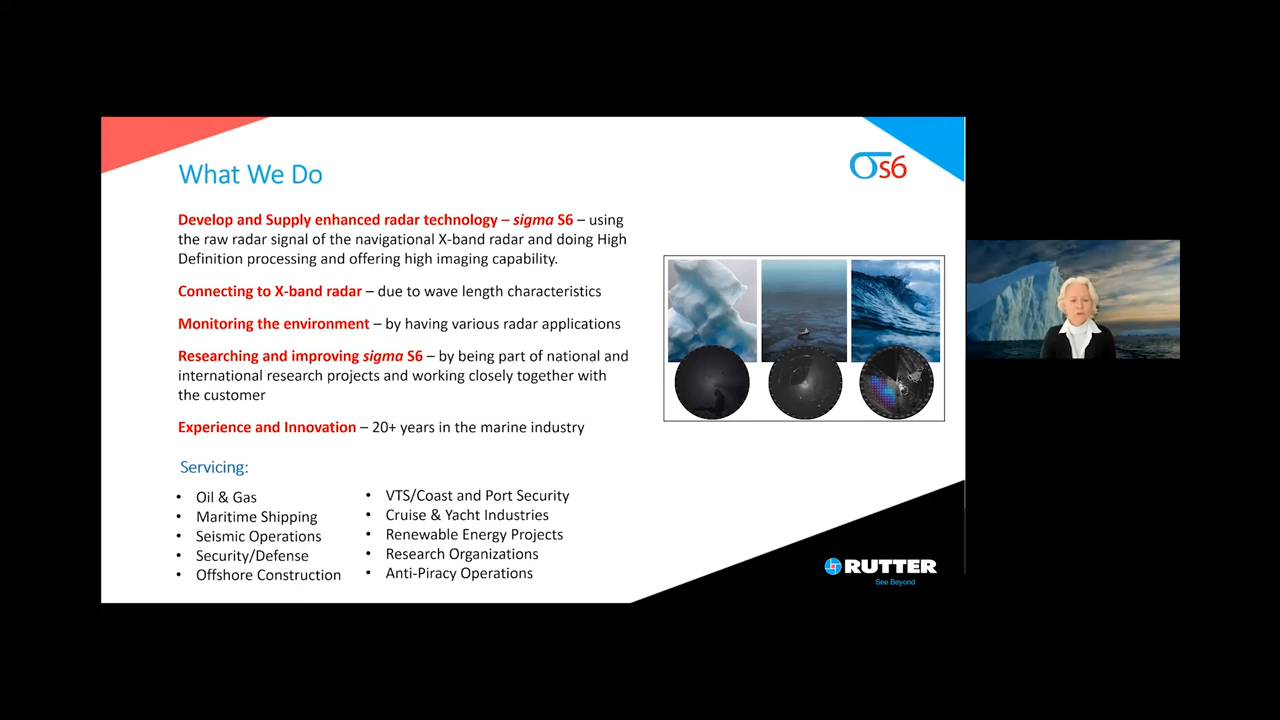 What We Do
σs6
Develop and Supply enhanced radar technology – sigma S6 – using
the raw radar signal of the navigational X-band radar and doing High
Definition processing and offering high imaging capability.
Connecting to X-band radar – due to wave length characteristics
Monitoring the environment – by having various radar applications
Researching and improving sigma S6 – by being part of national and
international research projects and working closely together with
the customer
Experience and Innovation – 20+ years in the marine industry
Servicing:
• Oil & Gas
• Maritime Shipping
• Seismic Operations
• Security/Defense
• Offshore Construction
• VTS/Coast and Port Security
• Cruise & Yacht Industries
• Renewable Energy Projects
• Research Organizations
• Anti-Piracy Operations
RUTTER
See Beyond